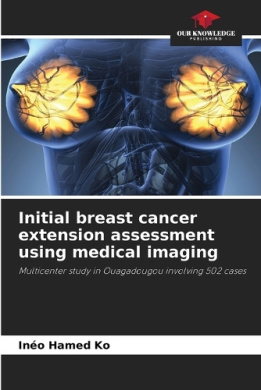 OUR KNOWLEDGE
PUBLISHING
Initial breast cancer
extension assessment
using medical imaging
Multicenter study in Ouagadougou involving 502 cases
Inéo Hamed Ko